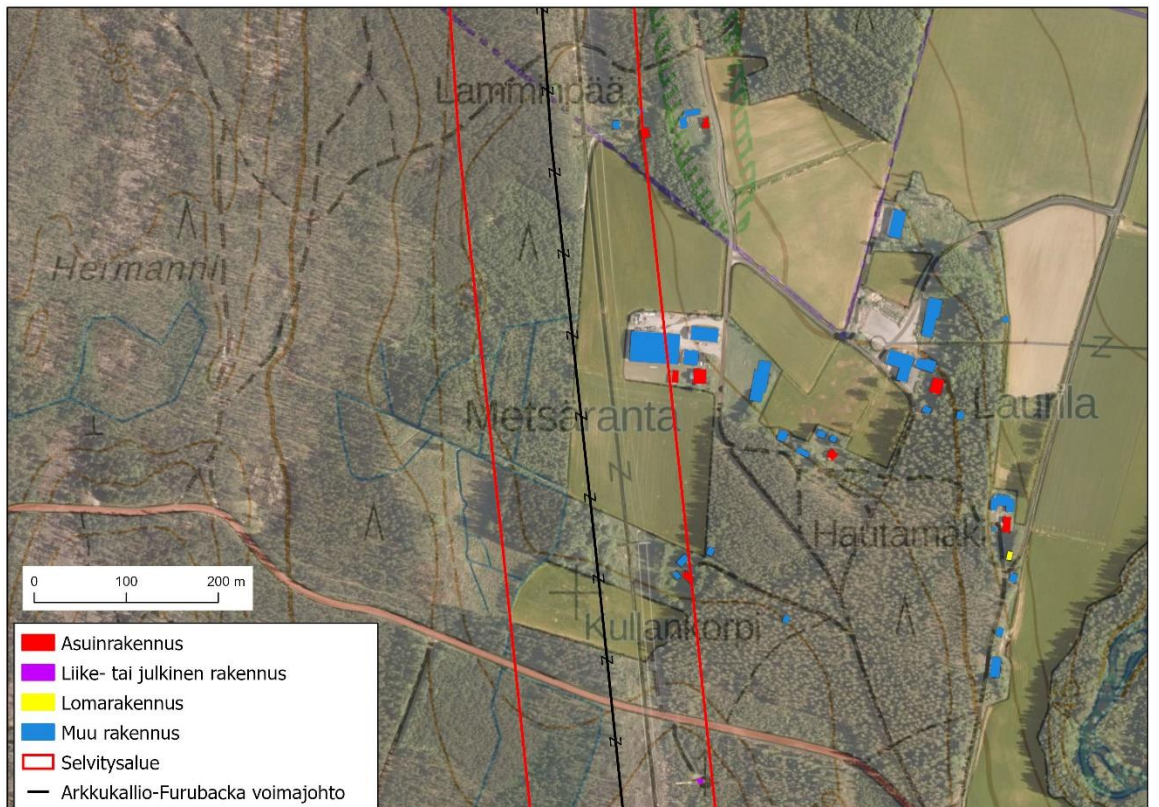 Lamminpää
Hermanni
Metsäranta
Laurila
Hautamäki
Kullankorpi
0 100 200 m
Asuinrakennus
Liike- tai julkinen rakennus
Lomarakennus
Muu rakennus
Selvitysalue
Arkkukallio-Furubacka voimajohto